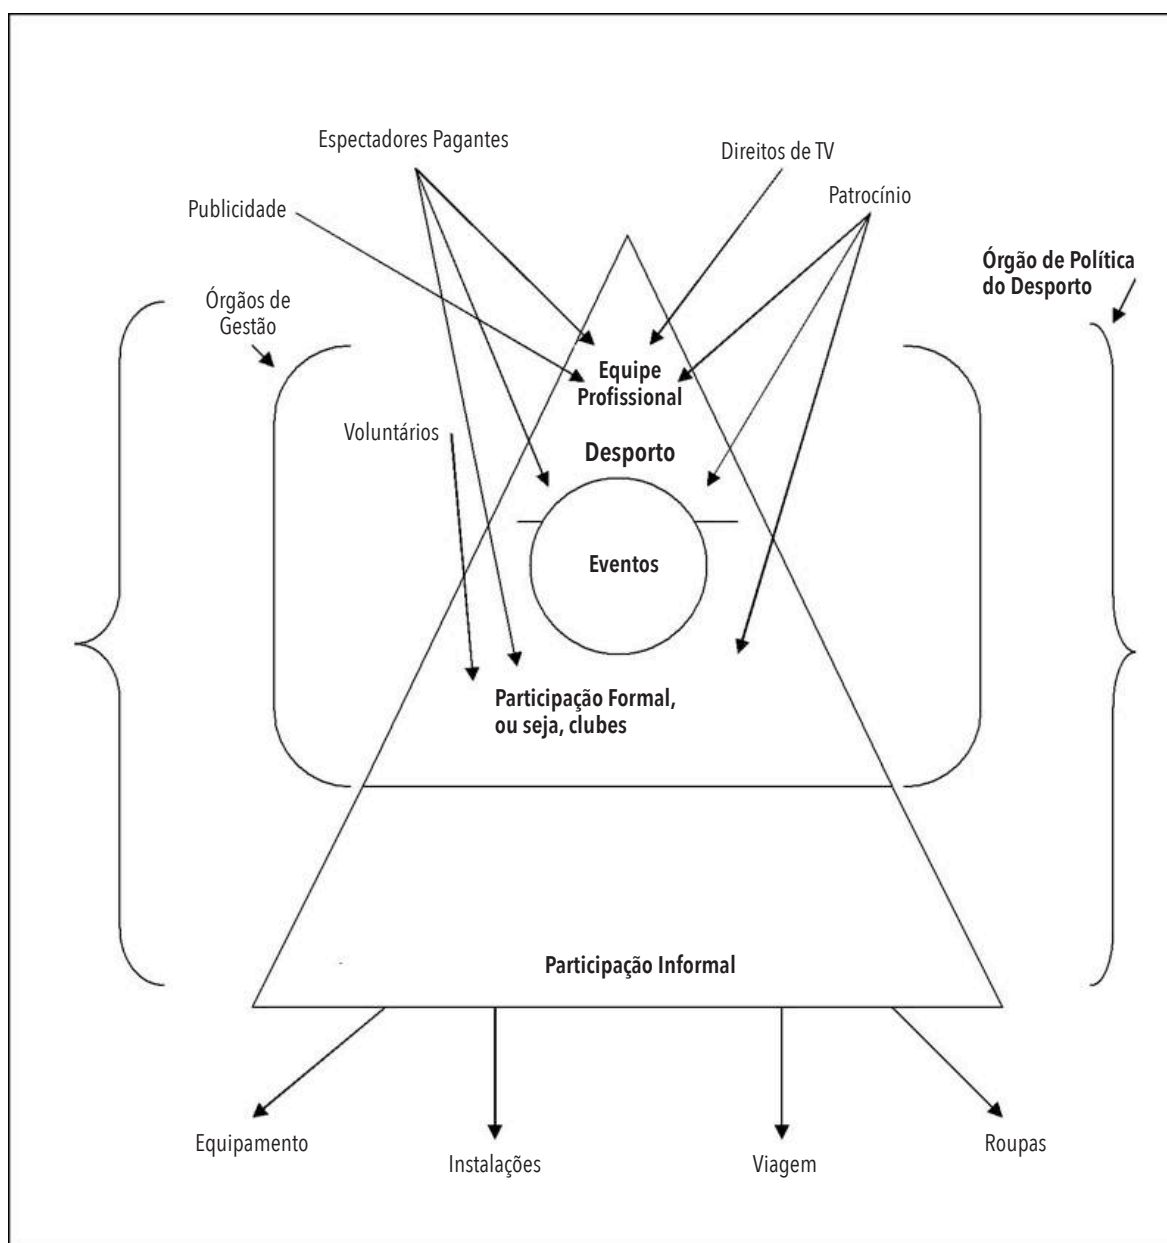 Espectadores Pagantes
Direitos de TV
Publicidade
Patrocínio
Órgão de Política
do Desporto
Órgãos de
Gestão
Equipe
Profissional
Voluntários
Desporto
Eventos
Participação Formal,
ou seja, clubes
Participação Informal
Equipamento
Instalações
Viagem
Roupas